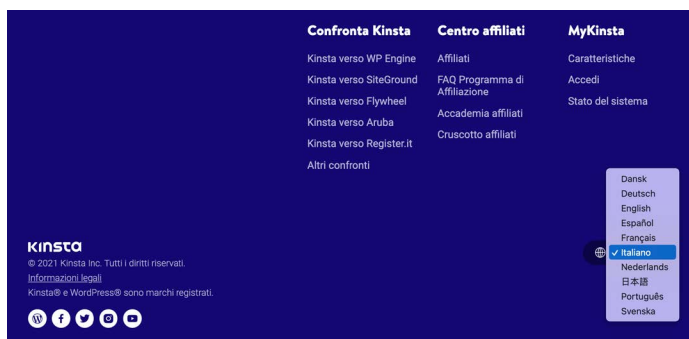 Confronta Kinsta
Kinsta verso WP Engine
Kinsta verso SiteGround
Kinsta verso Flywheel
Kinsta verso Aruba
Kinsta verso Register.it
Altri confronti
Centro affiliati
Affiliati
FAQ Programma di
Affiliazione
Accademia affiliati
Cruscotto affiliati
MyKinsta
Caratteristiche
Accedi
Stato del sistema
Dansk
Deutsch
English
Español
Français
✓ Italiano
Nederlands
日本語
Português
Svenska
KINSTA
© 2021 Kinsta Inc. Tutti i diritti riservati.
Informazioni legali
Kinsta® e WordPress® sono marchi registrati.